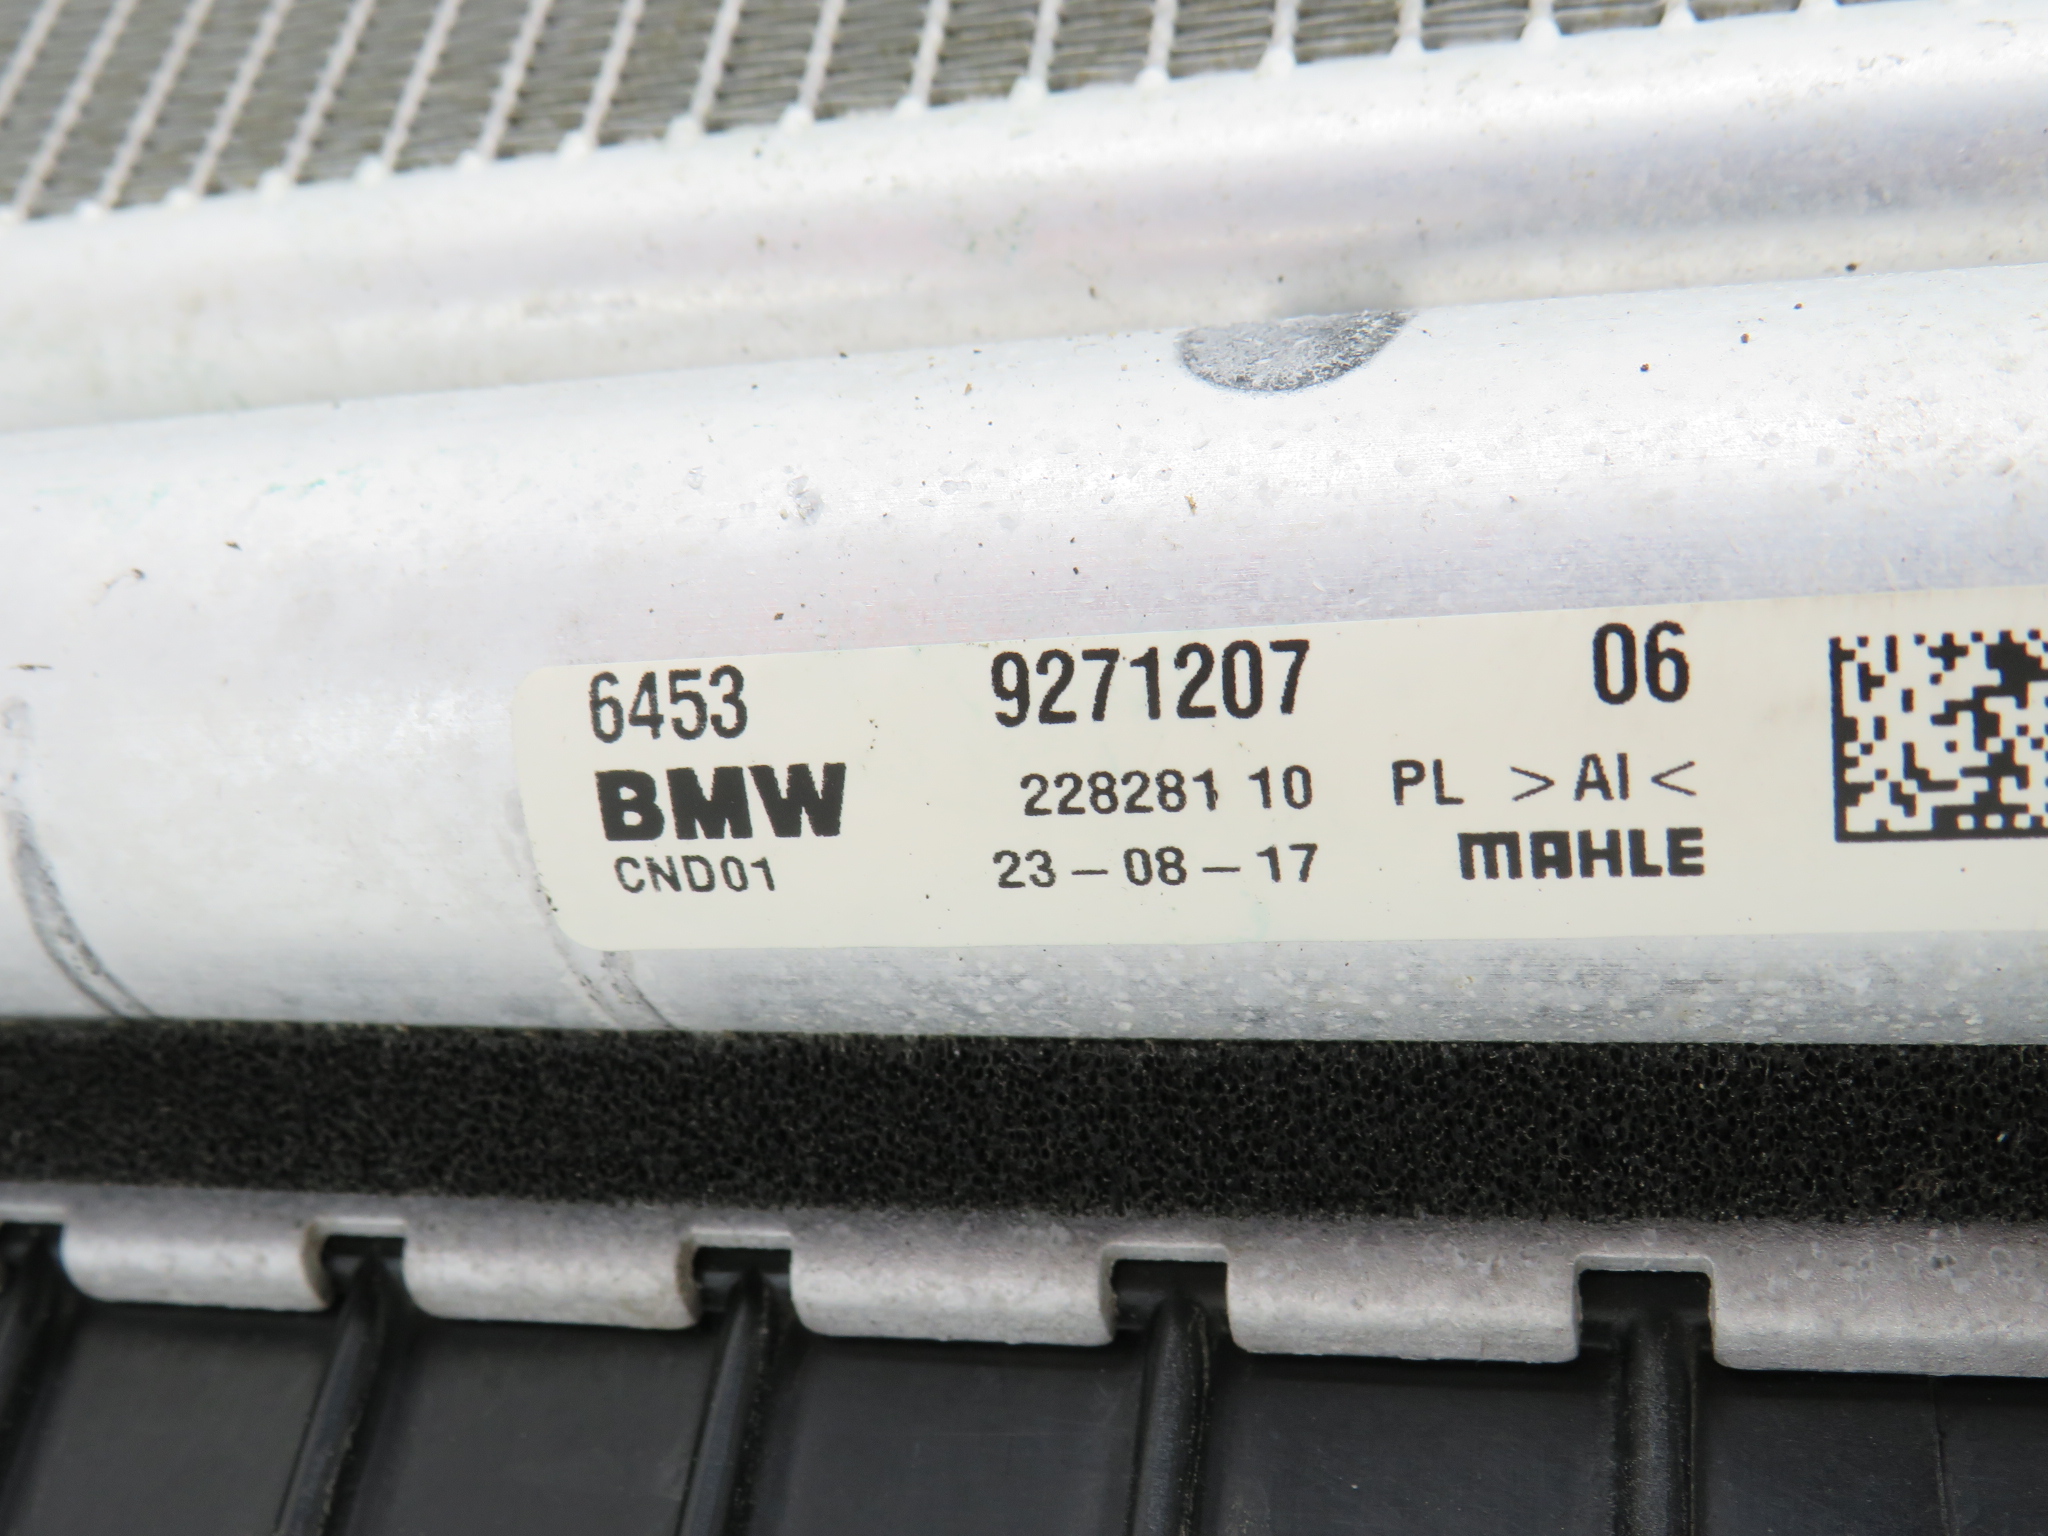 6453 9271207 06
BMW 228281 10 PL >Al<
CND01 23-08-17 MAHLE